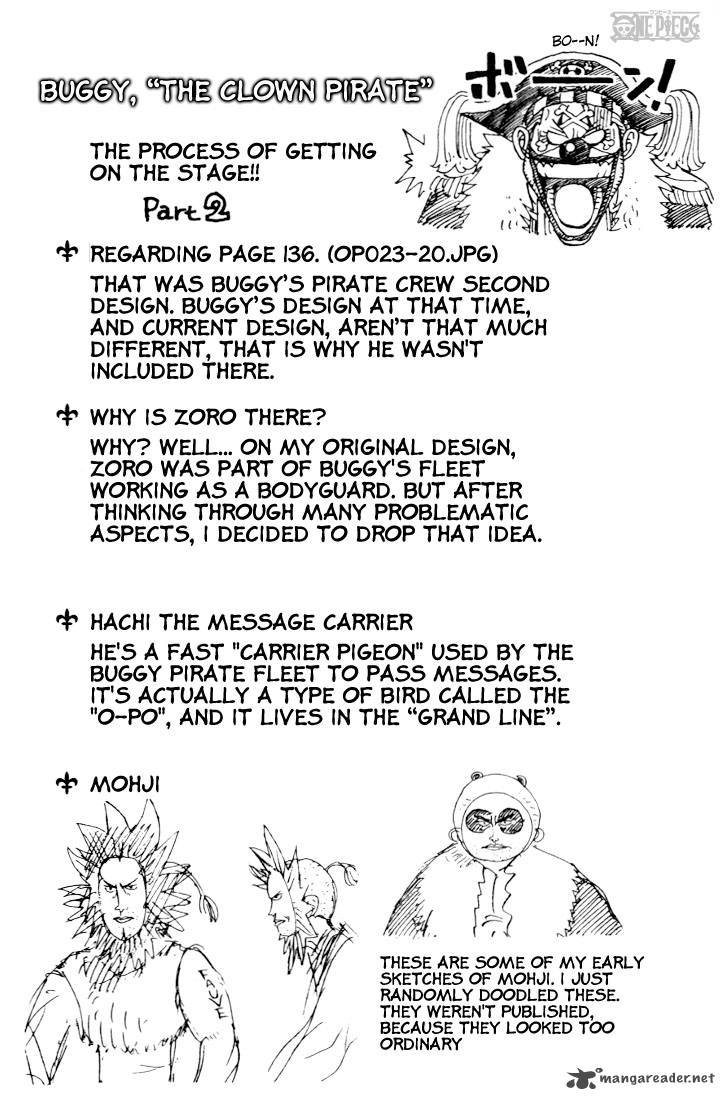 ワンピース
ONE PIECE
BO--N!
ボーン!
BUGGY, “THE CLOWN PIRATE”
THE PROCESS OF GETTING
ON THE STAGE!!
Part 2
REGARDING PAGE 136. (OP023-20.JPG)
THAT WAS BUGGY'S PIRATE CREW SECOND
DESIGN. BUGGY'S DESIGN AT THAT TIME,
AND CURRENT DESIGN, AREN'T THAT MUCH
DIFFERENT, THAT IS WHY HE WASN'T
INCLUDED THERE.
WHY IS ZORO THERE?
WHY? WELL... ON MY ORIGINAL DESIGN,
ZORO WAS PART OF BUGGY'S FLEET
WORKING AS A BODYGUARD. BUT AFTER
THINKING THROUGH MANY PROBLEMATIC
ASPECTS, I DECIDED TO DROP THAT IDEA.
HACHI THE MESSAGE CARRIER
HE'S A FAST "CARRIER PIGEON" USED BY THE
BUGGY PIRATE FLEET TO PASS MESSAGES.
IT'S ACTUALLY A TYPE OF BIRD CALLED THE
"O-PO", AND IT LIVES IN THE “GRAND LINE”.
MOHJI
THESE ARE SOME OF MY EARLY
SKETCHES OF MOHJI. I JUST
RANDOMLY DOODLED THESE.
THEY WEREN'T PUBLISHED,
BECAUSE THEY LOOKED TOO
ORDINARY
mangareader.net